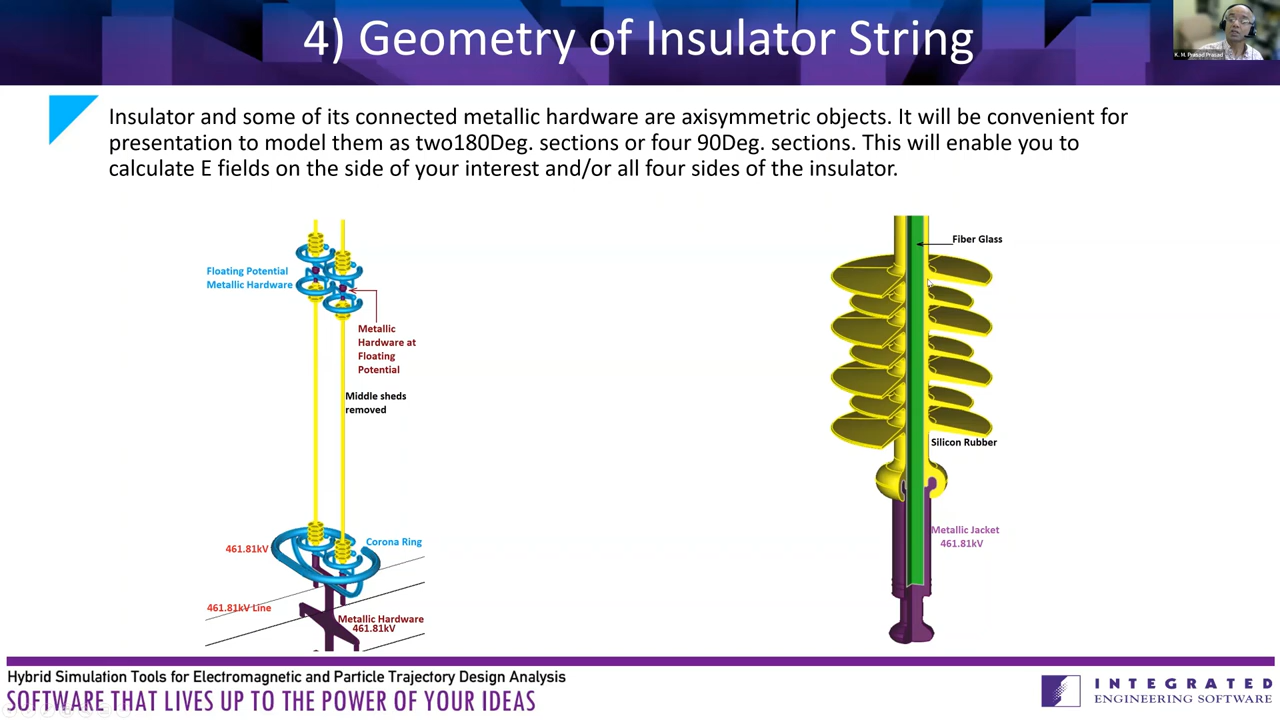 4) Geometry of Insulator String
K. M. Prasad Prasad
Insulator and some of its connected metallic hardware are axisymmetric objects. It will be convenient for
presentation to model them as two180Deg. sections or four 90Deg. sections. This will enable you to
calculate E fields on the side of your interest and/or all four sides of the insulator.
Floating Potential
Metallic Hardware
Metallic
Hardware at
Floating
Potential
Middle sheds
removed
461.81kV
Corona Ring
461.81kV Line
Metallic Hardware
461.81kV
Fiber Glass
Silicon Rubber
Metallic Jacket
461.81kV
Hybrid Simulation Tools for Electromagnetic and Particle Trajectory Design Analysis
SOFTWARE THAT LIVES UP TO THE POWER OF YOUR IDEAS
INTEGRATED
ENGINEERING SOFTWARE